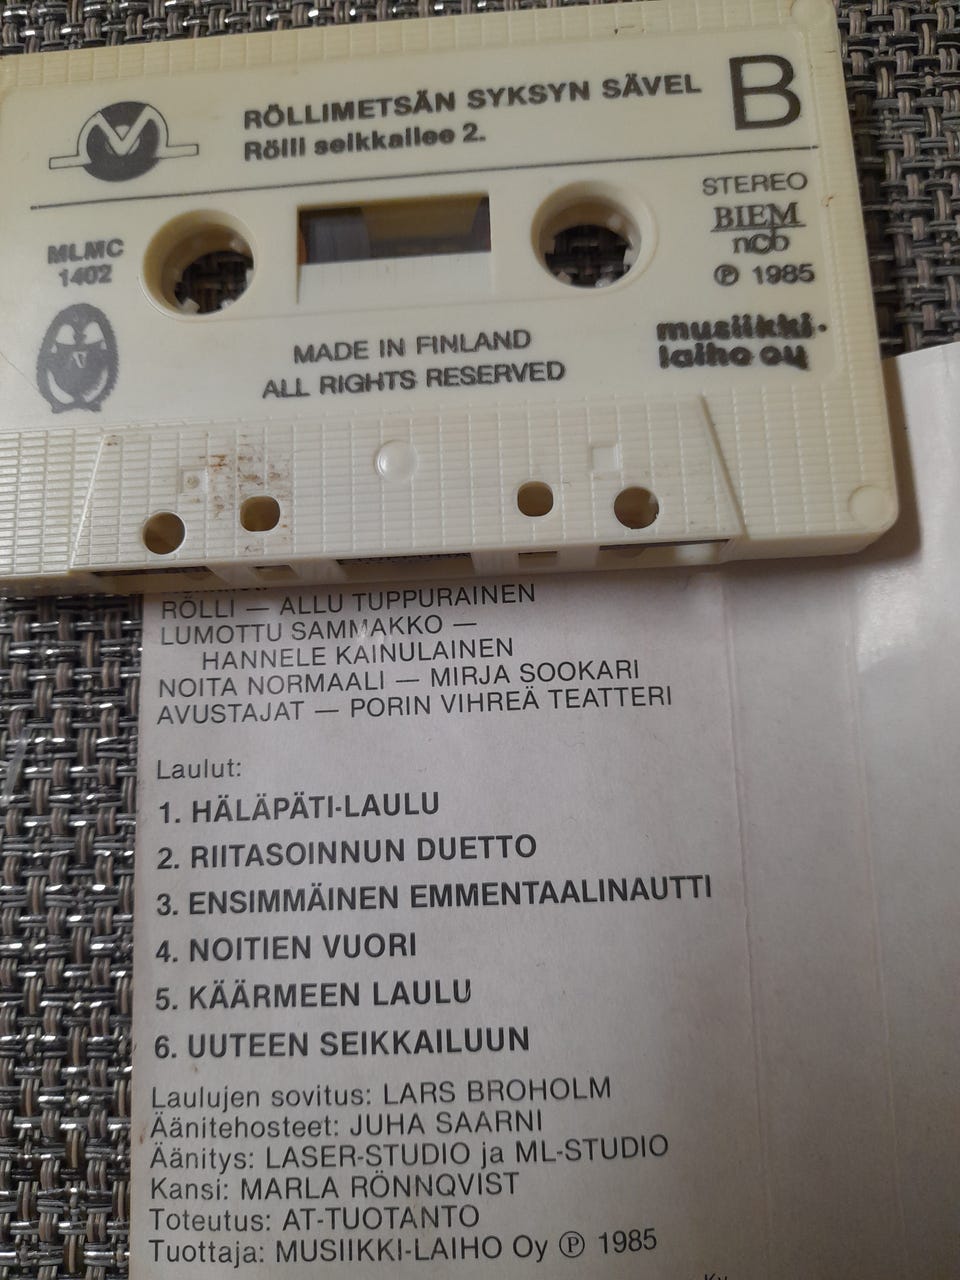 RÖLLIMETSÄN SYKSYN SÄVEL
Rölli seikkailee 2.
B
STEREO
BIEM
ncb
Ⓟ 1985
MLMC
1402
MADE IN FINLAND
ALL RIGHTS RESERVED
musiikki-
laiho oy
RÖLLI — ALLU TUPPURAINEN
LUMOTTU SAMMAKKO —
HANNELE KAINULAINEN
NOITA NORMAALI — MIRJA SOOKARI
AVUSTAJAT — PORIN VIHREÄ TEATTERI
Laulut:
1. HÄLÄPÄTI-LAULU
2. RIITASOINNUN DUETTO
3. ENSIMMÄINEN EMMENTAALINAUTTI
4. NOITIEN VUORI
5. KÄÄRMEEN LAULU
6. UUTEEN SEIKKAILUUN
Laulujen sovitus: LARS BROHOLM
Äänitehosteet: JUHA SAARNI
Äänitys: LASER-STUDIO ja ML-STUDIO
Kansi: MARLA RÖNNQVIST
Toteutus: AT-TUOTANTO
Tuottaja: MUSIIKKI-LAIHO Oy Ⓟ 1985